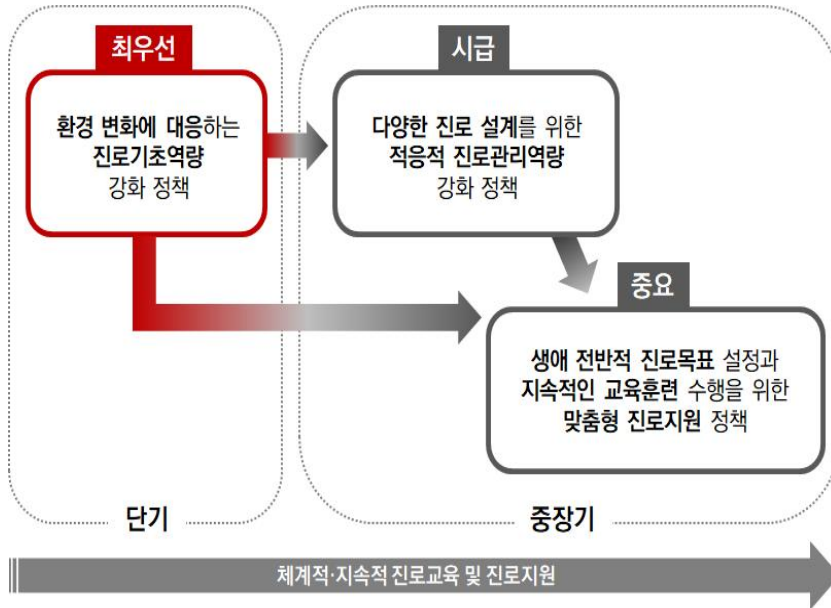 최우선
환경 변화에 대응하는
진로기초역량
강화 정책
시급
다양한 진로 설계를 위한
적응적 진로관리역량
강화 정책
중요
생애 전반적 진로목표 설정과
지속적인 교육훈련 수행을 위한
맞춤형 진로지원 정책
단기
중장기
체계적·지속적 진로교육 및 진로지원